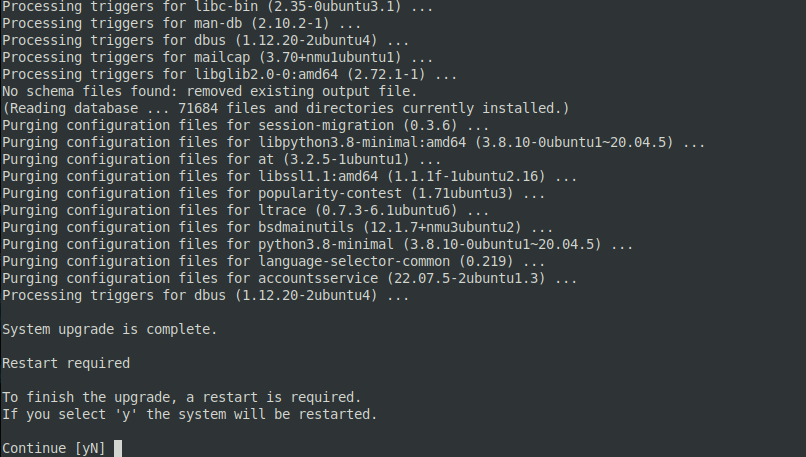 Processing triggers for libc-bin (2.35-0ubuntu3.1) ...
Processing triggers for man-db (2.10.2-1) ...
Processing triggers for dbus (1.12.20-2ubuntu4) ...
Processing triggers for mailcap (3.70+nmu1ubuntu1) ...
Processing triggers for libglib2.0-0:amd64 (2.72.1-1) ...
No schema files found: removed existing output file.
(Reading database ... 71684 files and directories currently installed.)
Purging configuration files for session-migration (0.3.6) ...
Purging configuration files for libpython3.8-minimal:amd64 (3.8.10-0ubuntu1~20.04.5) ...
Purging configuration files for at (3.2.5-1ubuntu1) ...
Purging configuration files for libssl1.1:amd64 (1.1.1f-1ubuntu2.16) ...
Purging configuration files for popularity-contest (1.71ubuntu3) ...
Purging configuration files for ltrace (0.7.3-6.1ubuntu6) ...
Purging configuration files for bsdmainutils (12.1.7+nmu3ubuntu2) ...
Purging configuration files for python3.8-minimal (3.8.10-0ubuntu1~20.04.5) ...
Purging configuration files for language-selector-common (0.219) ...
Purging configuration files for accountsservice (22.07.5-2ubuntu1.3) ...
Processing triggers for dbus (1.12.20-2ubuntu4) ...
System upgrade is complete.
Restart required
To finish the upgrade, a restart is required.
If you select 'y' the system will be restarted.
Continue [yN]